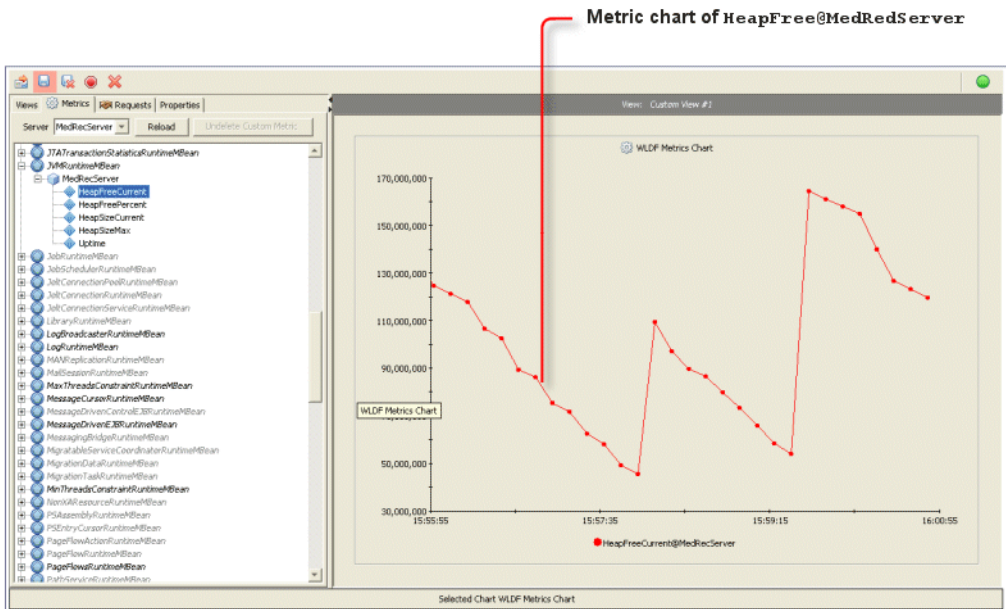 Metric chart of HeapFree@MedRedServer
Views Metrics Requests Properties
View: Custom View #1
Server MedRecServer Reload Undelete Custom Metric
JTATransactionStatisticsRuntimeMBean
JVMRuntimeMBean
MedRecServer
HeapFreeCurrent
HeapFreePercent
HeapSizeCurrent
HeapSizeMax
Uptime
JobRuntimeMBean
JobSchedulerRuntimeMBean
JoltConnectionPoolRuntimeMBean
JoltConnectionRuntimeMBean
JoltConnectionServiceRuntimeMBean
LibraryRuntimeMBean
LogBroadcasterRuntimeMBean
LogRuntimeMBean
MANReplicationRuntimeMBean
MailSessionRuntimeMBean
MaxThreadsConstraintRuntimeMBean
MessageCursorRuntimeMBean
MessageDrivenControlEJBRuntimeMBean
MessageDrivenEJBRuntimeMBean
MessagingBridgeRuntimeMBean
MigratableServiceCoordinatorRuntimeMBean
MigrationDataRuntimeMBean
MigrationTaskRuntimeMBean
MinThreadsConstraintRuntimeMBean
NonXAResourceRuntimeMBean
PSAssemblyRuntimeMBean
PSEntryCursorRuntimeMBean
PageFlowActionRuntimeMBean
PageFlowRuntimeMBean
PageFlowsRuntimeMBean
PathServiceRuntimeMBean
WLDF Metrics Chart
170,000,000
150,000,000
130,000,000
110,000,000
90,000,000
WLDF Metrics Chart
50,000,000
30,000,000
15:55:55 15:57:35 15:59:15 16:00:55
HeapFreeCurrent@MedRecServer
Selected Chart WLDF Metrics Chart